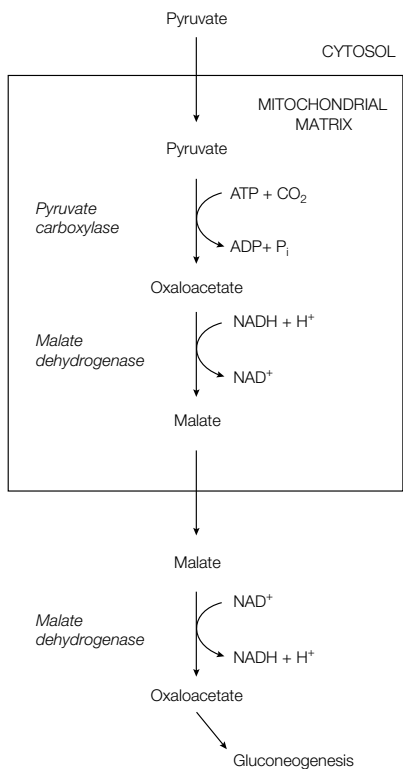 Pyruvate
CYTOSOL
MITOCHONDRIAL
MATRIX
Pyruvate
ATP + CO₂
Pyruvate
carboxylase
ADP+ Pᵢ
Oxaloacetate
NADH + H⁺
Malate
dehydrogenase
NAD⁺
Malate
Malate
NAD⁺
Malate
dehydrogenase
NADH + H⁺
Oxaloacetate
Gluconeogenesis